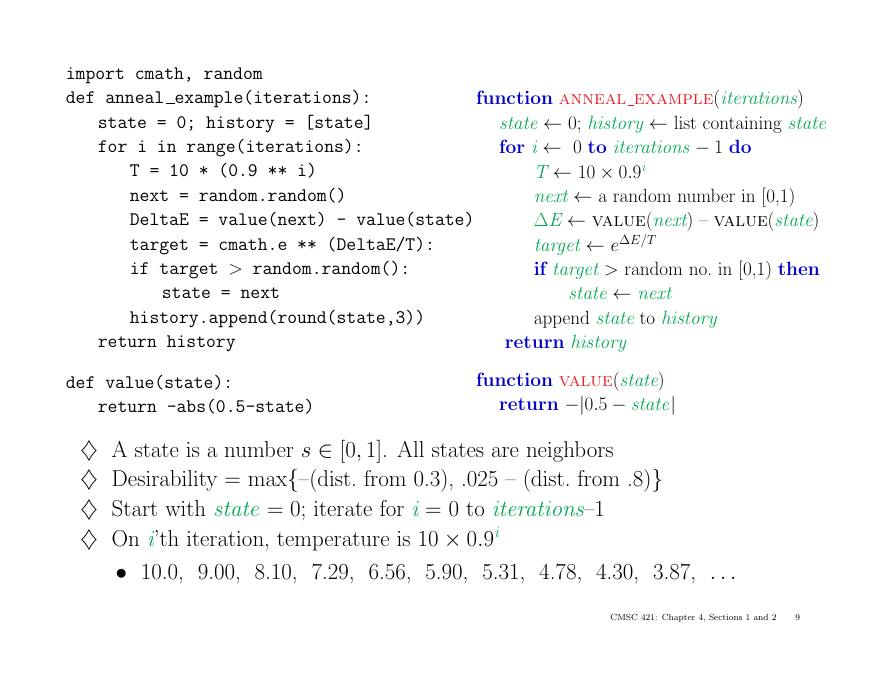 import cmath, random
def anneal_example(iterations):
state = 0; history = [state]
for i in range(iterations):
T = 10 * (0.9 ** i)
next = random.random()
DeltaE = value(next) - value(state)
target = cmath.e ** (DeltaE/T):
if target > random.random():
state = next
history.append(round(state,3))
return history
def value(state):
return -abs(0.5-state)
function ANNEAL_EXAMPLE(iterations)
state ← 0; history ← list containing state
for i ← 0 to iterations − 1 do
T ← 10 × 0.9^i
next ← a random number in [0,1)
ΔE ← VALUE(next) – VALUE(state)
target ← e^{ΔE/T}
if target > random no. in [0,1) then
state ← next
append state to history
return history
function VALUE(state)
return −|0.5 − state|
♢ A state is a number s ∈ [0, 1]. All states are neighbors
♢ Desirability = max{–(dist. from 0.3), .025 – (dist. from .8)}
♢ Start with state = 0; iterate for i = 0 to iterations–1
♢ On i'th iteration, temperature is 10 × 0.9^i
• 10.0, 9.00, 8.10, 7.29, 6.56, 5.90, 5.31, 4.78, 4.30, 3.87, ...
CMSC 421: Chapter 4, Sections 1 and 2 9